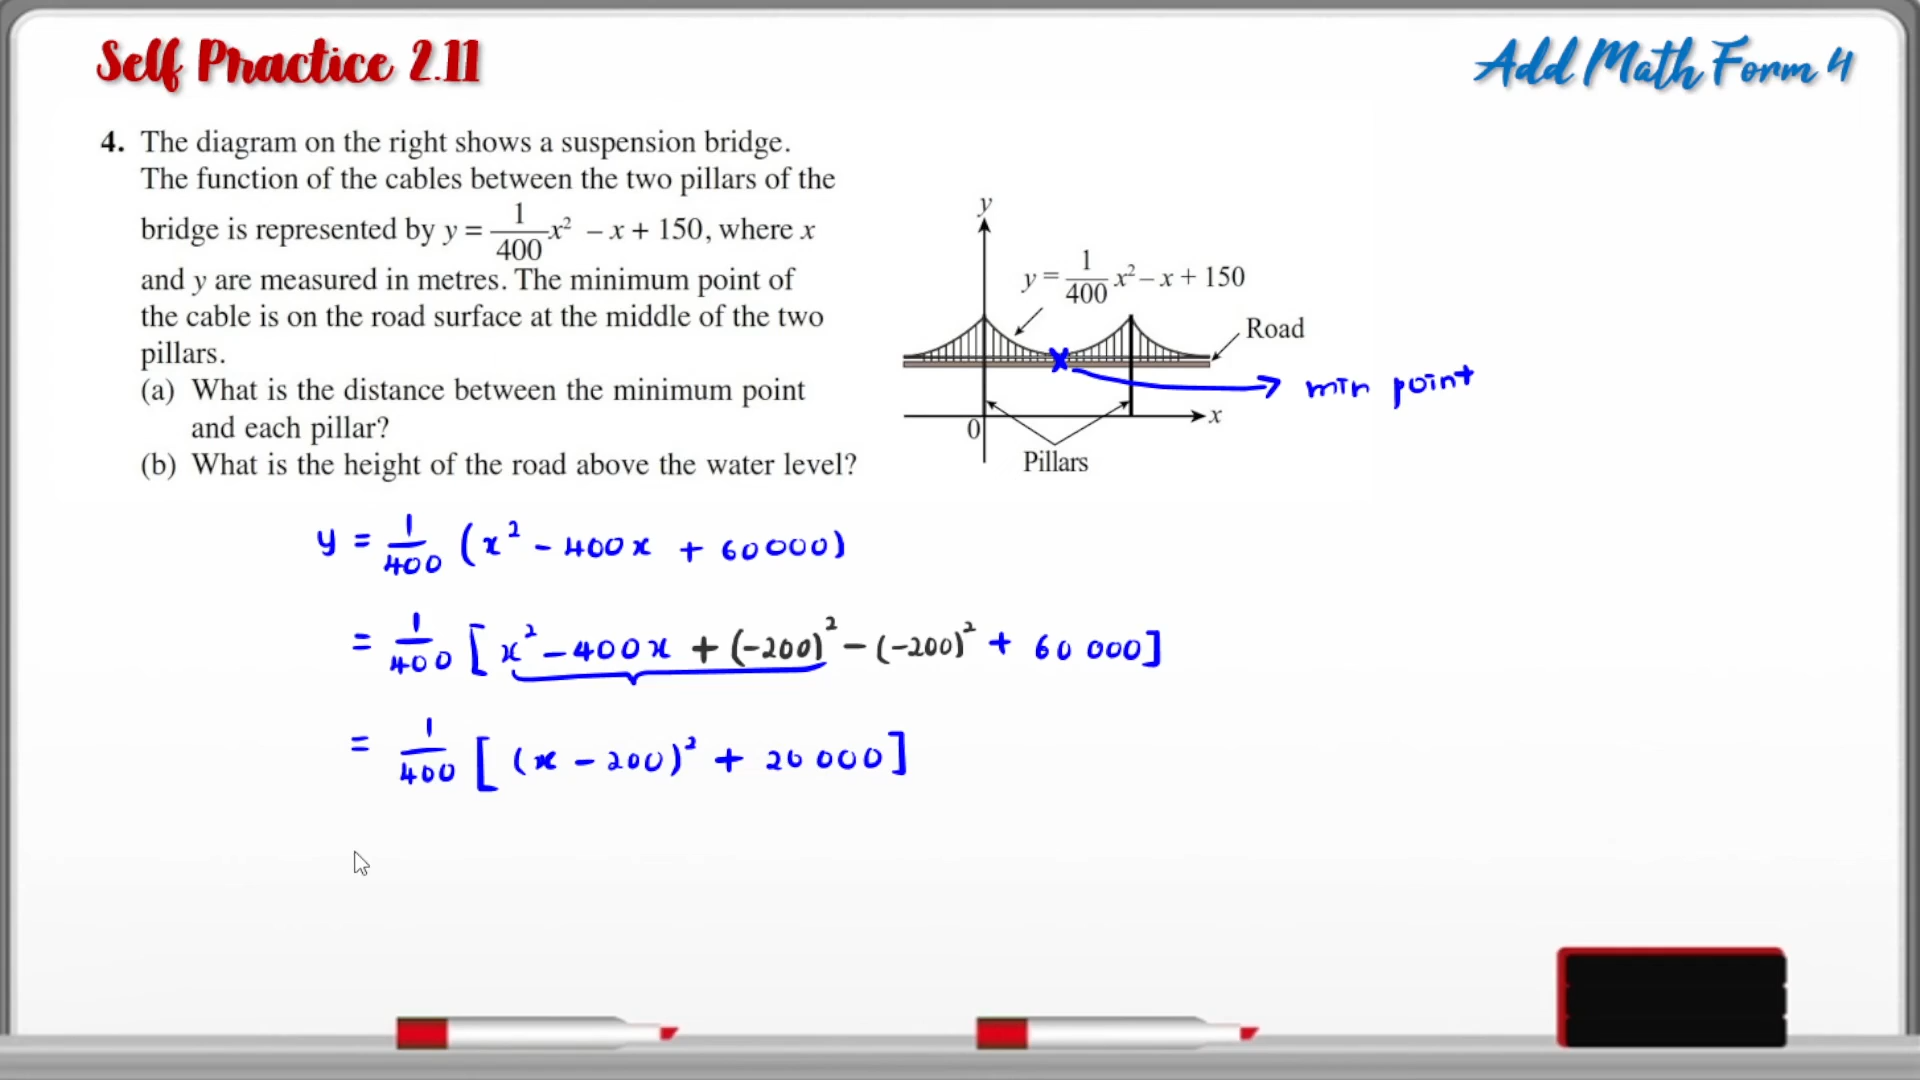 Self Practice 2.11
Add Math Form 4
4. The diagram on the right shows a suspension bridge.
The function of the cables between the two pillars of the
bridge is represented by y = 1/400 x² – x + 150, where x
and y are measured in metres. The minimum point of
the cable is on the road surface at the middle of the two
pillars.
(a) What is the distance between the minimum point
and each pillar?
(b) What is the height of the road above the water level?
y
y = 1/400 x² – x + 150
Road
min point
x
0
Pillars
y = 1/400 (x² - 400x + 60000)
= 1/400 [x² - 400x + (-200)² - (-200)² + 60 000]
= 1/400 [(x - 200)² + 20 000]